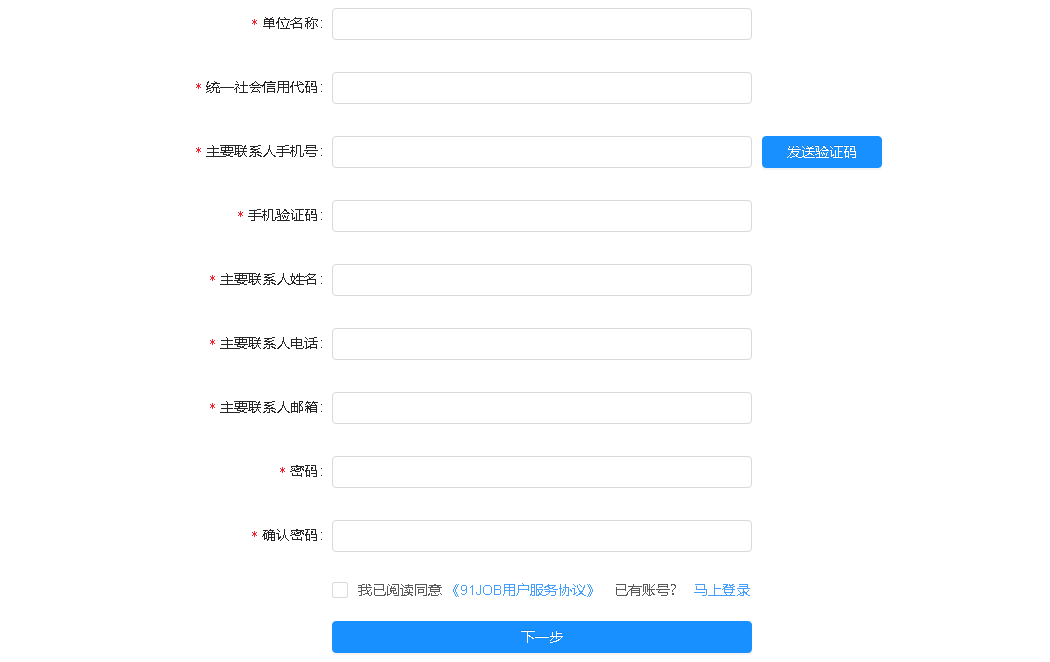 * 单位名称:
* 统一社会信用代码:
* 主要联系人手机号: 发送验证码
* 手机验证码:
* 主要联系人姓名:
* 主要联系人电话:
* 主要联系人邮箱:
* 密码:
* 确认密码:
我已阅读同意 《91JOB用户服务协议》 已有账号? 马上登录
下一步